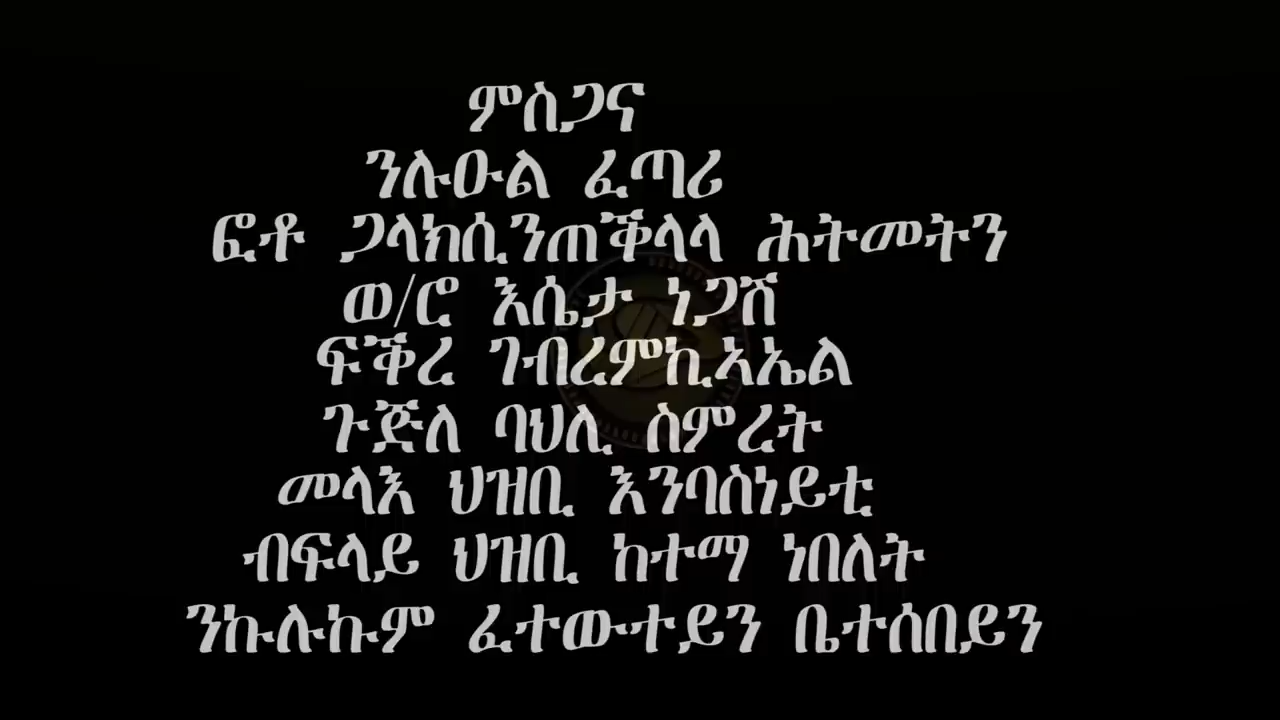 ምስጋና
ንሉዑል ፈጣሪ
ፎቶ ጋላክሲንጠቅላላ ሕትመትን
ወ/ሮ እሴታ ነጋሽ
ፍቕረ ገብረምኪኣኤል
ጉጅለ ባህሊ ስምረት
መላእ ህዝቢ እንባስነይቲ
ብፍላይ ህዝቢ ከተማ ነበለት
ንኩሉኩም ፈተውተይን ቤተሰበይን